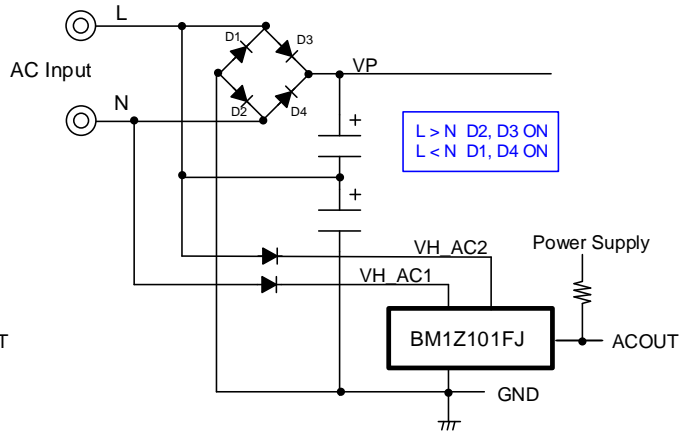 L
D1
D3
AC Input
VP
N
D2
D4
+
L > N D2, D3 ON
L < N D1, D4 ON
+
VH_AC2
Power Supply
VH_AC1
T
BM1Z101FJ
ACOUT
GND